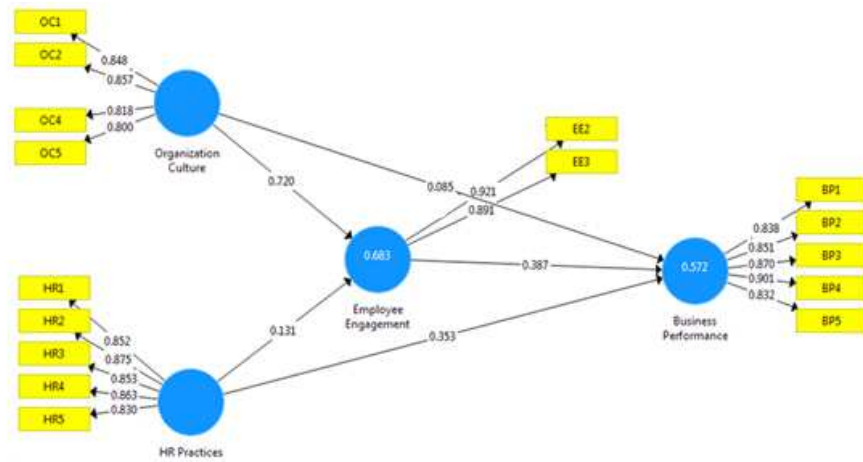 OC1
OC2
OC4
OC5
0.848
0.857
0.818
0.800
Organization
Culture
0.720
0.085
EE2
EE3
0.921
0.891
0.683
Employee
Engagement
0.387
0.131
0.353
0.572
Business
Performance
BP1
BP2
BP3
BP4
BP5
0.838
0.851
0.870
0.901
0.832
HR1
HR2
HR3
HR4
HR5
0.852
0.875
0.853
0.863
0.830
HR Practices